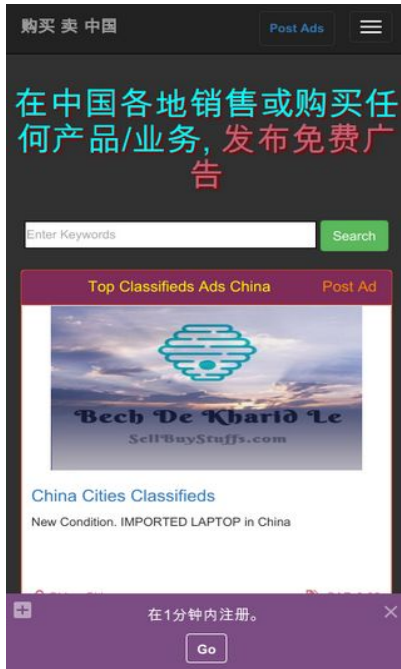 购买 卖 中国
Post Ads
在中国各地销售或购买任
何产品/业务, 发布免费广
告
Enter Keywords
Search
Top Classifieds Ads China
Post Ad
Bech De Kharid Le
SellBuyStuffs.com
China Cities Classifieds
New Condition. IMPORTED LAPTOP in China
在1分钟内注册。
Go